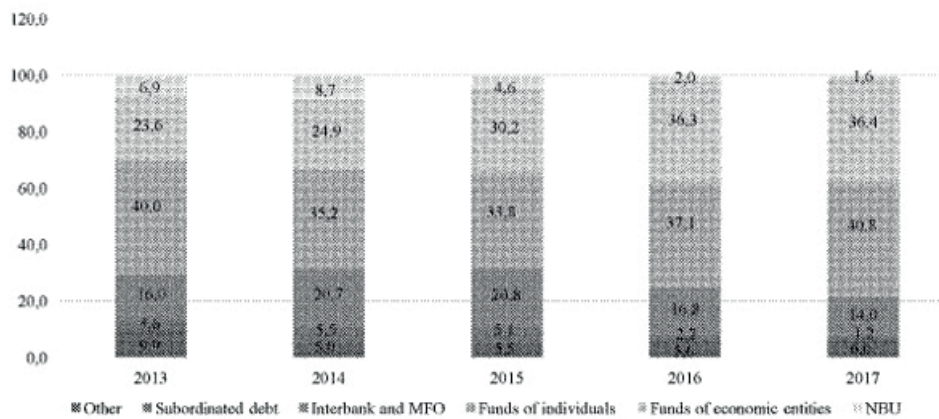 120,0
100,0
80,0
60,0
40,0
20,0
0,0
6,9 8,7 4,6 2,0 1,6
23,6 24,9 30,2 36,3 36,4
40,0 35,2 33,8 37,1 40,8
16,0 20,7 20,8 16,8 14,0
5,5 5,1 2,2 1,2
2013 2014 2015 2016 2017
Other Subordinated debt Interbank and MFO Funds of individuals Funds of economic entities NBU